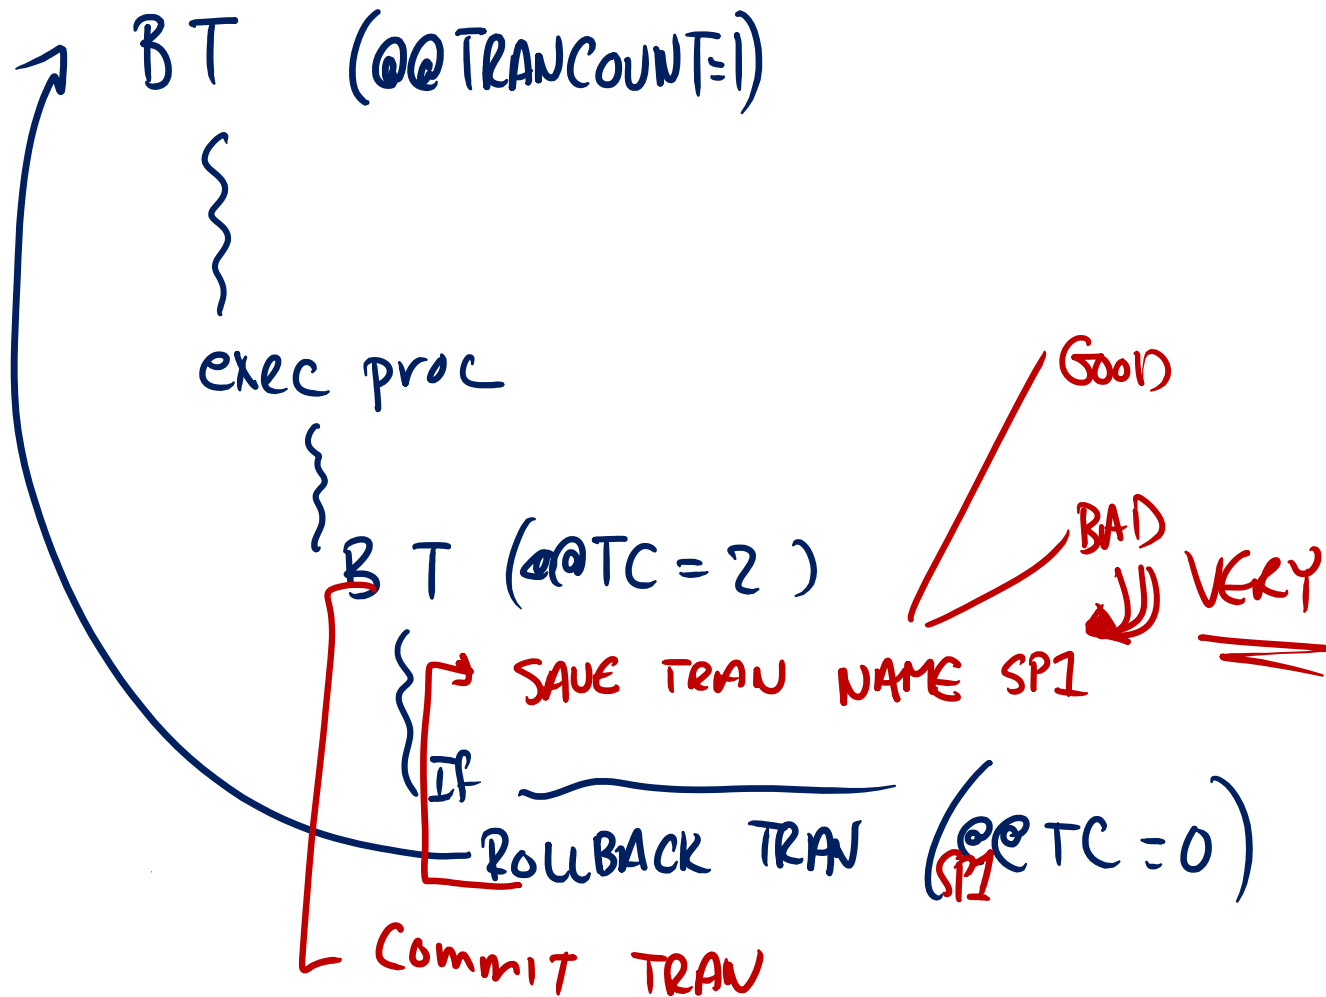 BT (@@TRANCOUNT=1)
exec proc
GOOD
BAD
BT (@@TC = 2)
VERY
SAVE TRAN NAME SP1
IF
ROLLBACK TRAN (@@TC = 0)
SP1
COMMIT TRAN